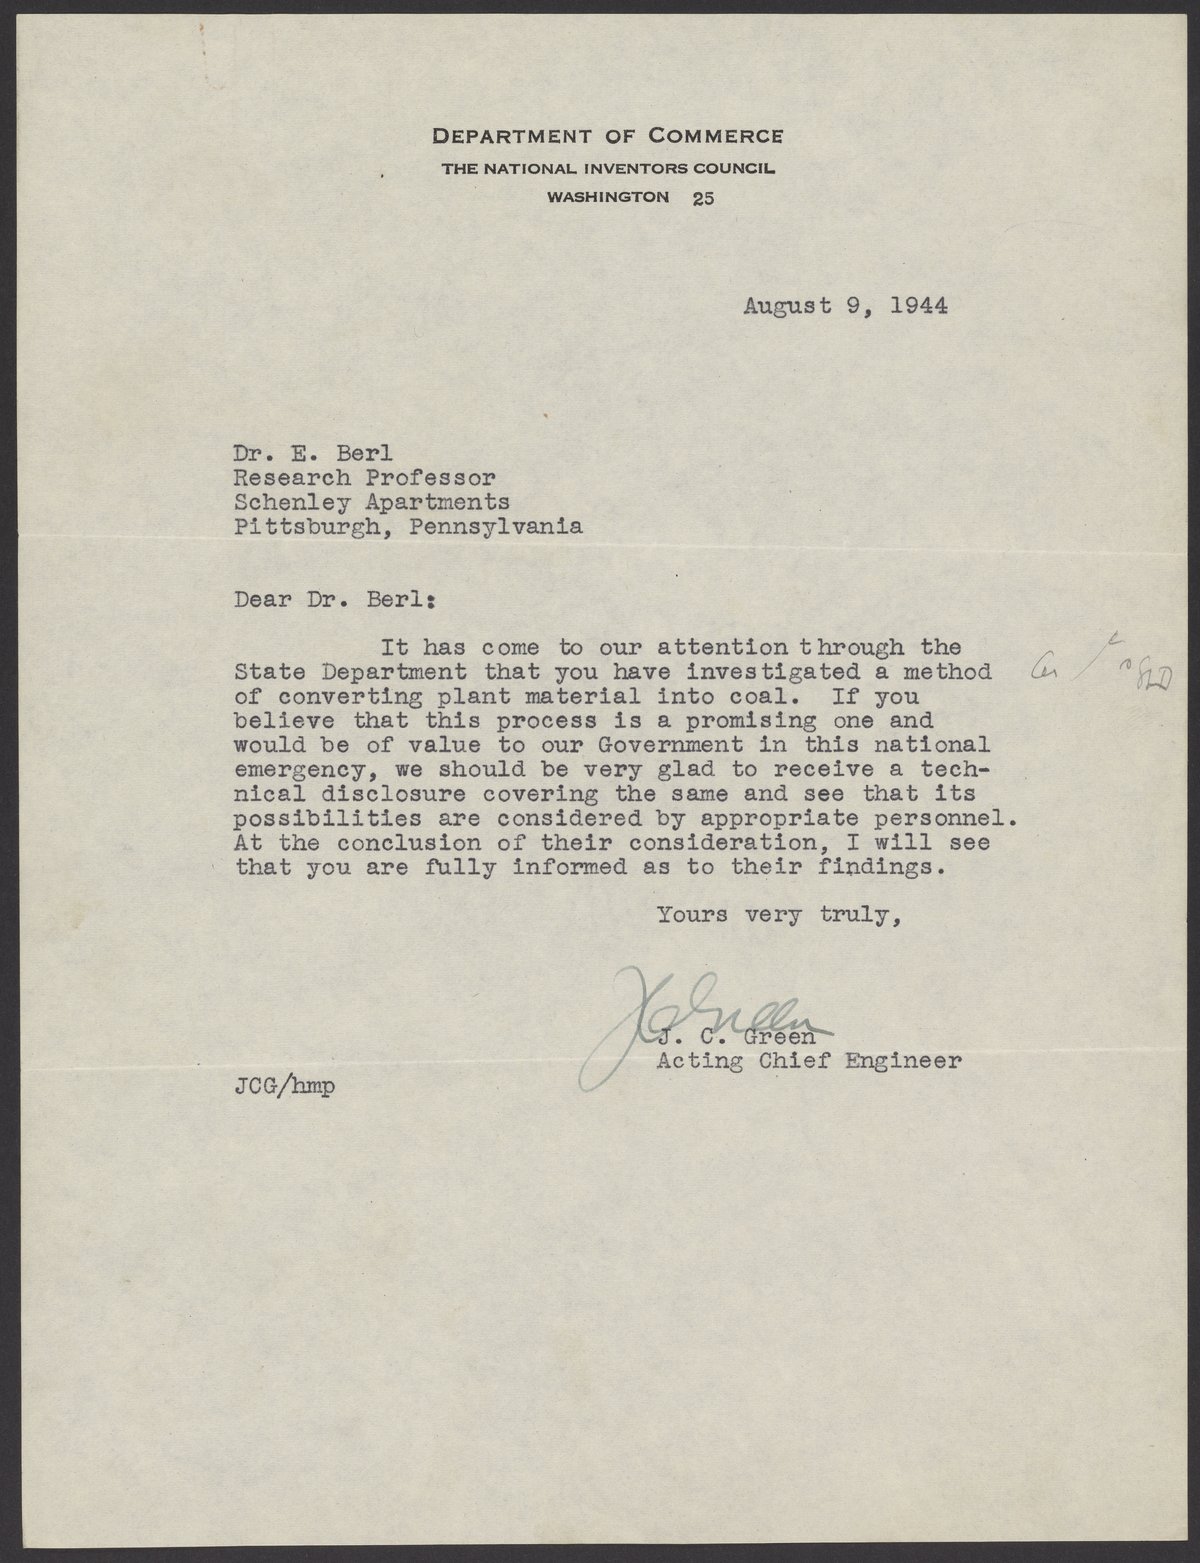 DEPARTMENT OF COMMERCE
THE NATIONAL INVENTORS COUNCIL
WASHINGTON 25
August 9, 1944
Dr. E. Berl
Research Professor
Schenley Apartments
Pittsburgh, Pennsylvania
Dear Dr. Berl:
It has come to our attention through the
State Department that you have investigated a method
of converting plant material into coal. If you
believe that this process is a promising one and
would be of value to our Government in this national
emergency, we should be very glad to receive a tech-
nical disclosure covering the same and see that its
possibilities are considered by appropriate personnel.
At the conclusion of their consideration, I will see
that you are fully informed as to their findings.
Yours very truly,
JCGreen
J. C. Green
Acting Chief Engineer
JCG/hmp